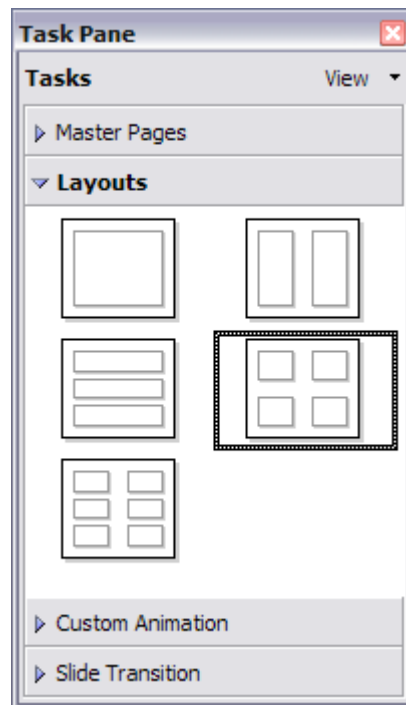 Task Pane
Tasks View
Master Pages
Layouts
Custom Animation
Slide Transition